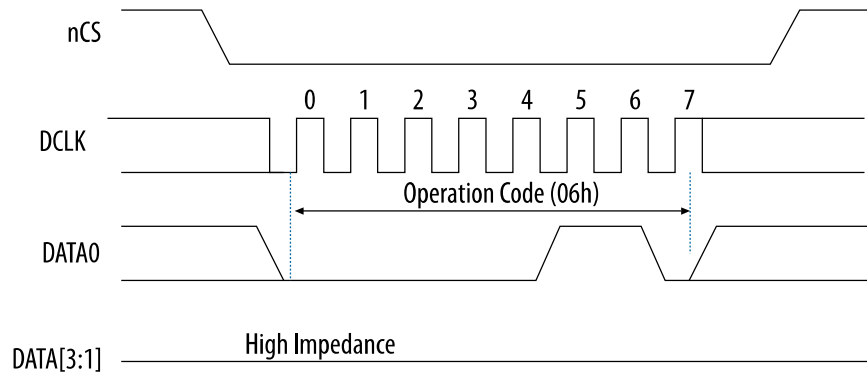 nCS
0 1 2 3 4 5 6 7
DCLK
Operation Code (06h)
DATA0
High Impedance
DATA[3:1]